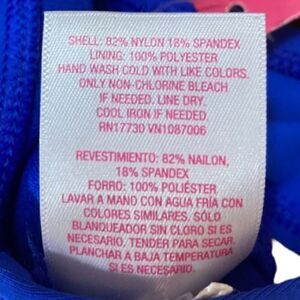 SHELL: 82% NYLON 18% SPANDEX
LINING: 100% POLYESTER
HAND WASH COLD WITH LIKE COLORS.
ONLY NON-CHLORINE BLEACH
IF NEEDED. LINE DRY.
COOL IRON IF NEEDED.
RN17730 VN1087006
REVESTIMIENTO: 82% NAILON,
18% SPANDEX
FORRO: 100% POLIÉSTER
LAVAR A MANO CON AGUA FRÍA CON
COLORES SIMILARES. SÓLO
BLANQUEADOR SIN CLORO SI ES
NECESARIO. TENDER PARA SECAR.
PLANCHAR A BAJA TEMPERATURA
SI ES NECESARIO.